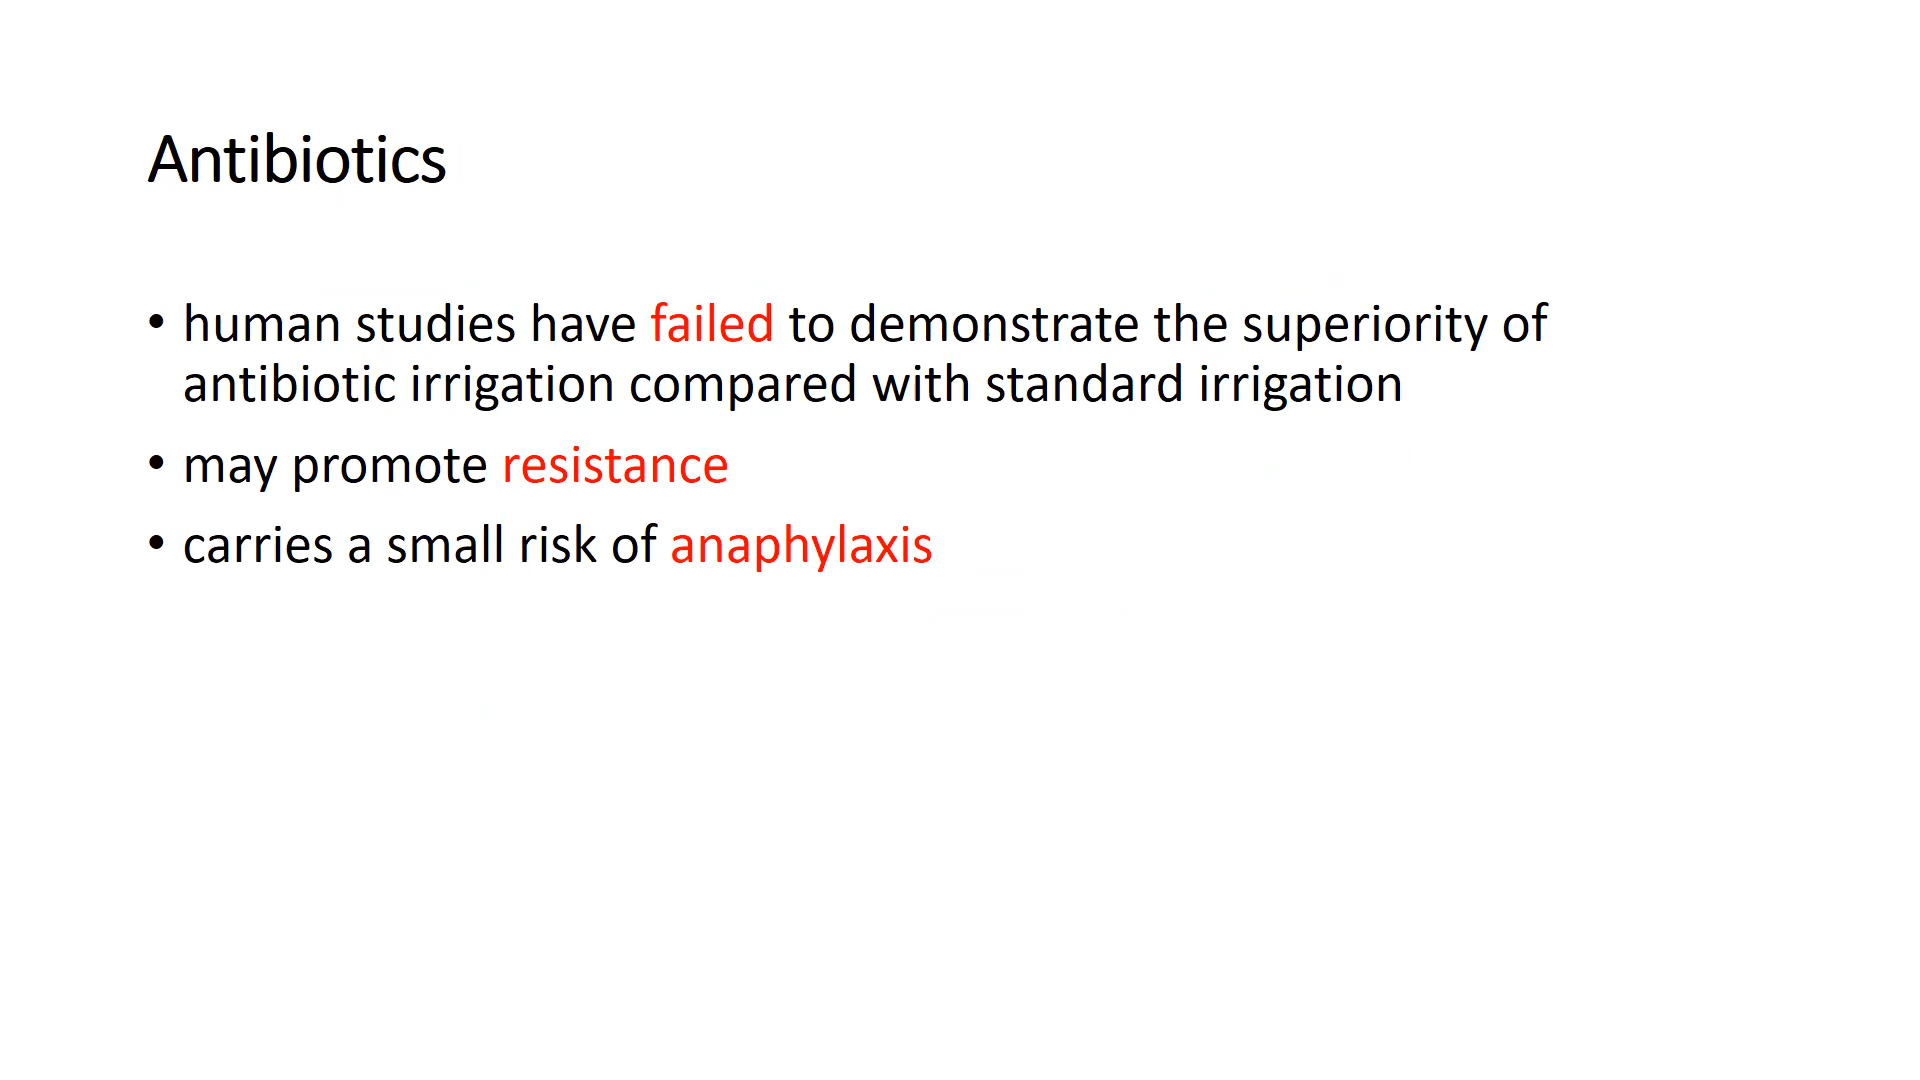 Antibiotics
• human studies have failed to demonstrate the superiority of
antibiotic irrigation compared with standard irrigation
• may promote resistance
• carries a small risk of anaphylaxis